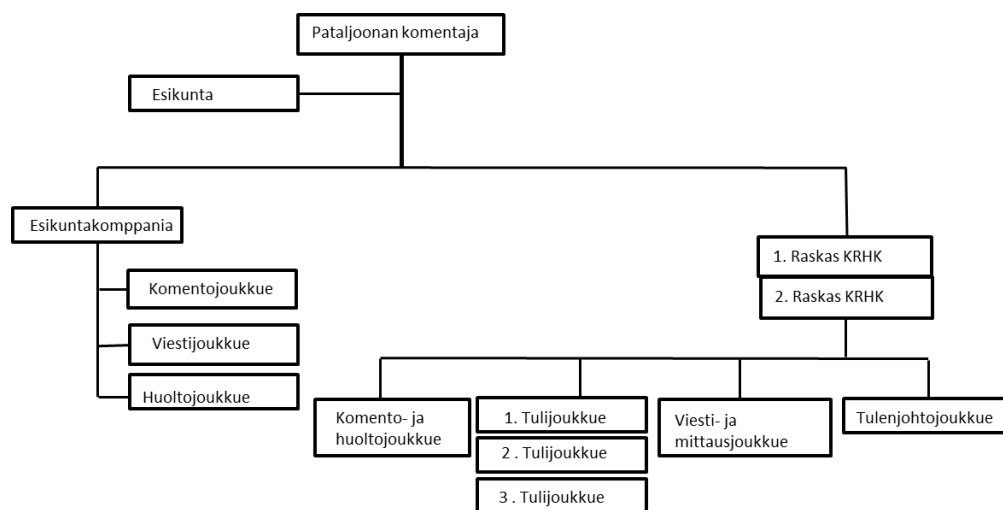 Pataljoonan komentaja
Esikunta
Esikuntakomppania
Komentojoukkue
Viestijoukkue
Huoltojoukkue
1. Raskas KRHK
2. Raskas KRHK
Komento- ja
huoltojoukkue
1. Tulijoukkue
2 . Tulijoukkue
3 . Tulijoukkue
Viesti- ja
mittausjoukkue
Tulenjohtojoukkue